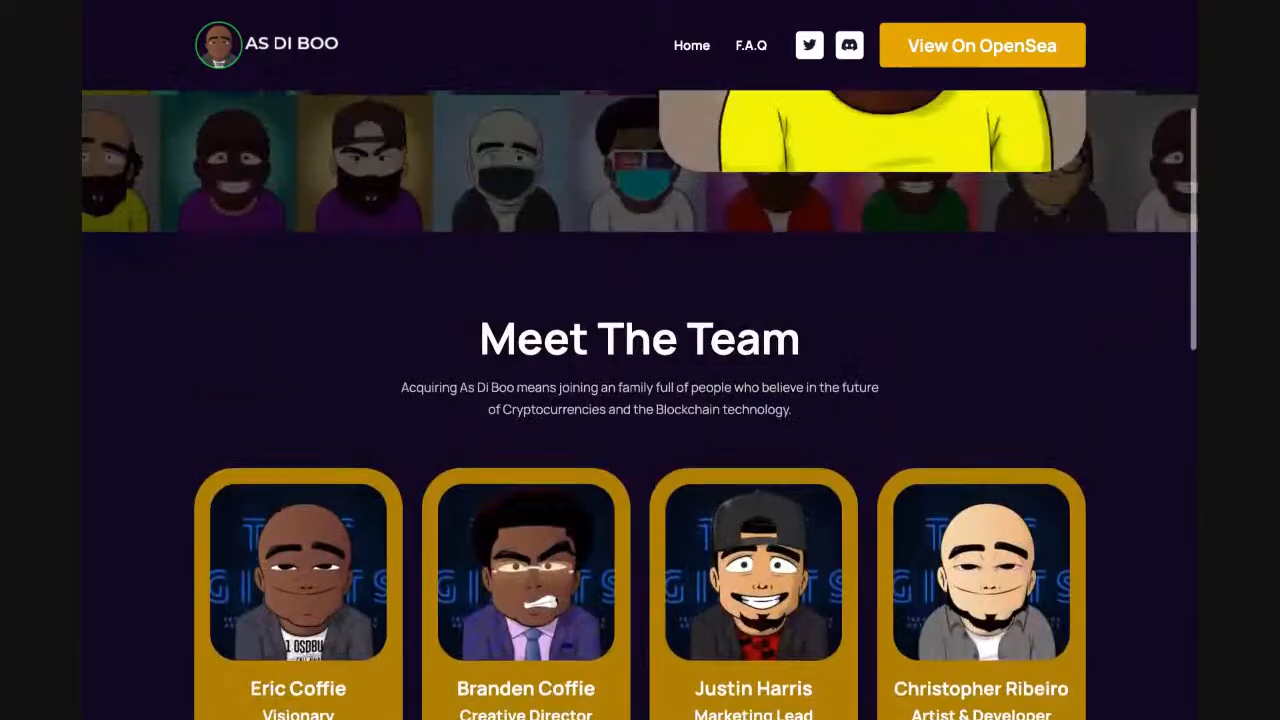 AS DI BOO
Home
F.A.Q
View On OpenSea
Meet The Team
Acquiring As Di Boo means joining an family full of people who believe in the future
of Cryptocurrencies and the Blockchain technology.
Eric Coffie
Branden Coffie
Justin Harris
Christopher Ribeiro
Visionary
Creative Director
Marketing Lead
Artist & Developer